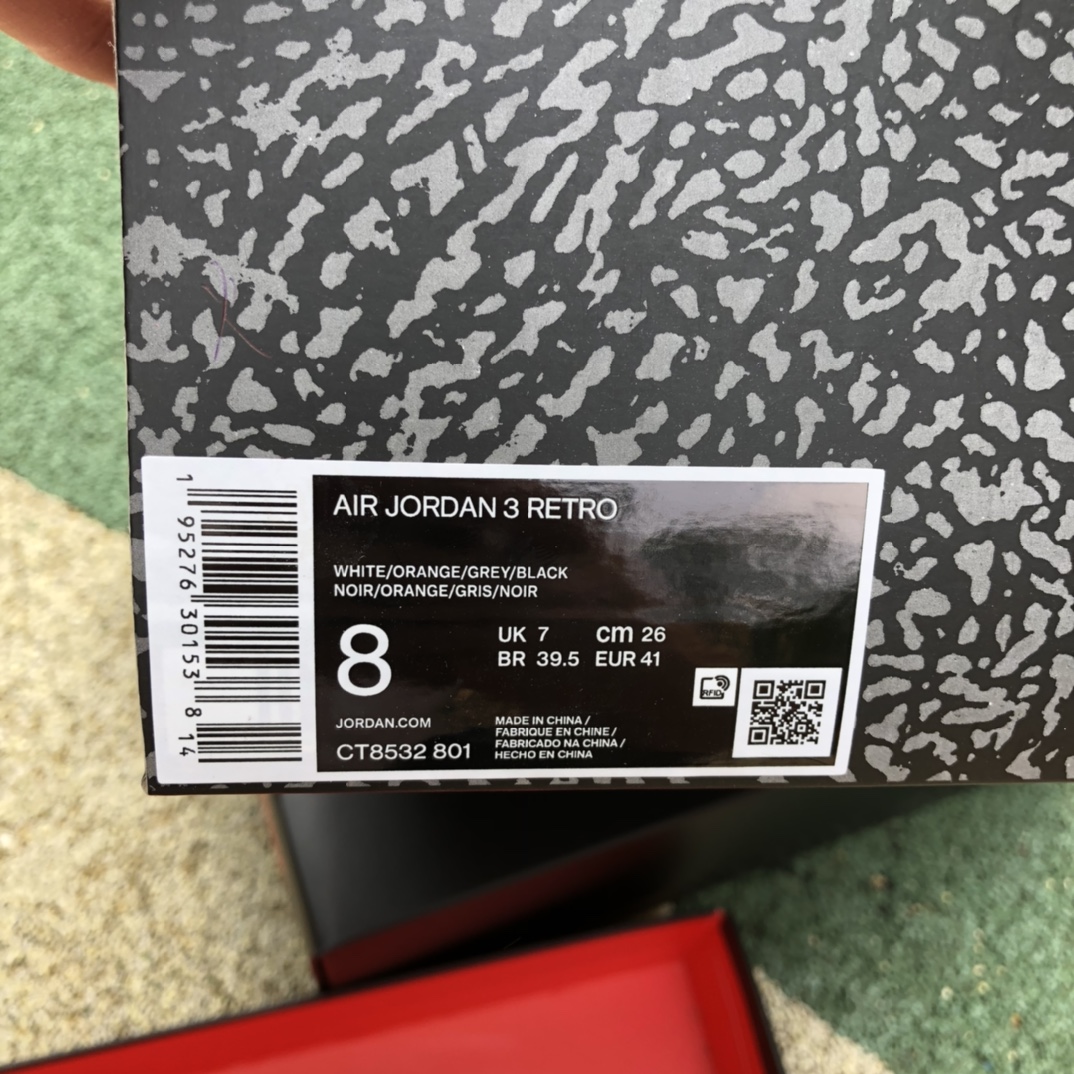 AIR JORDAN 3 RETRO
WHITE/ORANGE/GREY/BLACK
NOIR/ORANGE/GRIS/NOIR
8
UK 7 cm 26
BR 39.5 EUR 41
RFID
JORDAN.COM
CT8532 801
MADE IN CHINA /
FABRIQUE EN CHINE /
FABRICADO NA CHINA /
HECHO EN CHINA
1 95276 30153 8 14